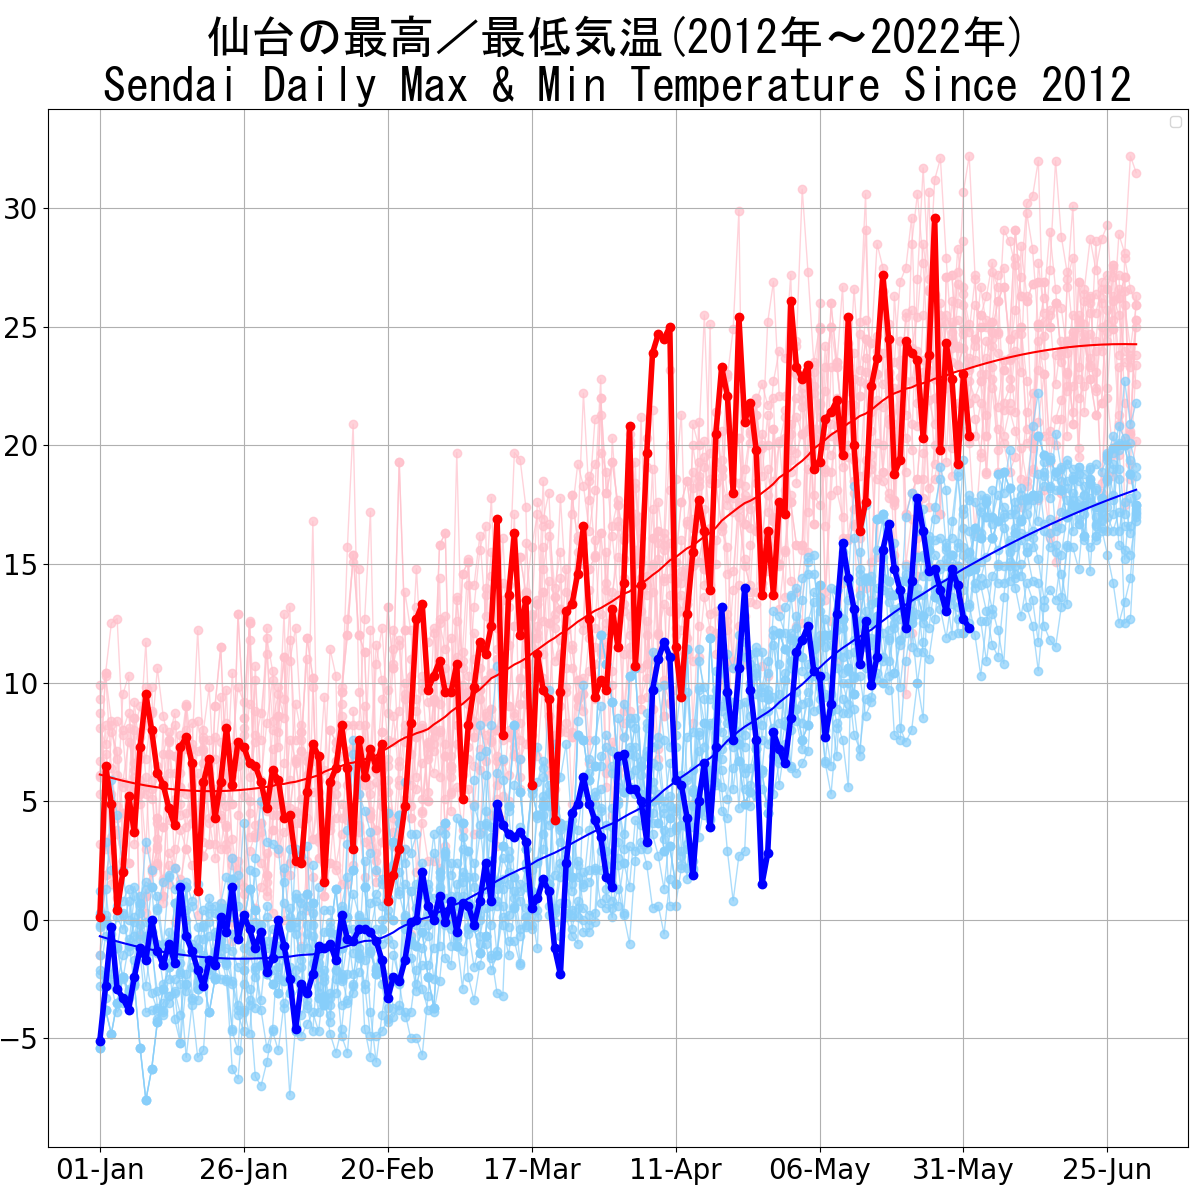 仙台の最高／最低気温(2012年～2022年)
Sendai Daily Max & Min Temperature Since 2012
30
25
20
15
10
5
0
−5
01-Jan 26-Jan 20-Feb 17-Mar 11-Apr 06-May 31-May 25-Jun